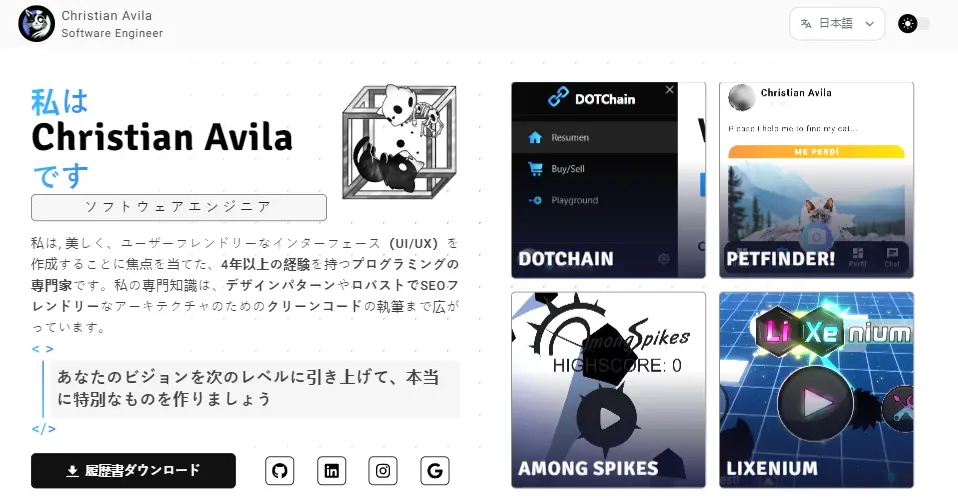 Christian Avila
Software Engineer
日本語
私は
Christian Avila
です
ソフトウェアエンジニア
私は, 美しく、ユーザーフレンドリーなインターフェース（UI/UX）を
作成することに焦点を当てた、4年以上の経験を持つプログラミングの
専門家です。私の専門知識は、デザインパターンやロバストでSEOフ
レンドリーなアーキテクチャのためのクリーンコードの執筆まで広が
っています。
< >
あなたのビジョンを次のレベルに引き上げて、本当
に特別なものを作りましょう
</>
履歴書ダウンロード
DOTChain
Resumen
Buy/Sell
Playground
DOTCHAIN
Christian Avila
Please I help me to find my cat...
ME PERDÍ
Perfil
Chat
PETFINDER!
AmongSpikes
HIGHSCORE: 0
AMONG SPIKES
Li Xe nium
LIXENIUM